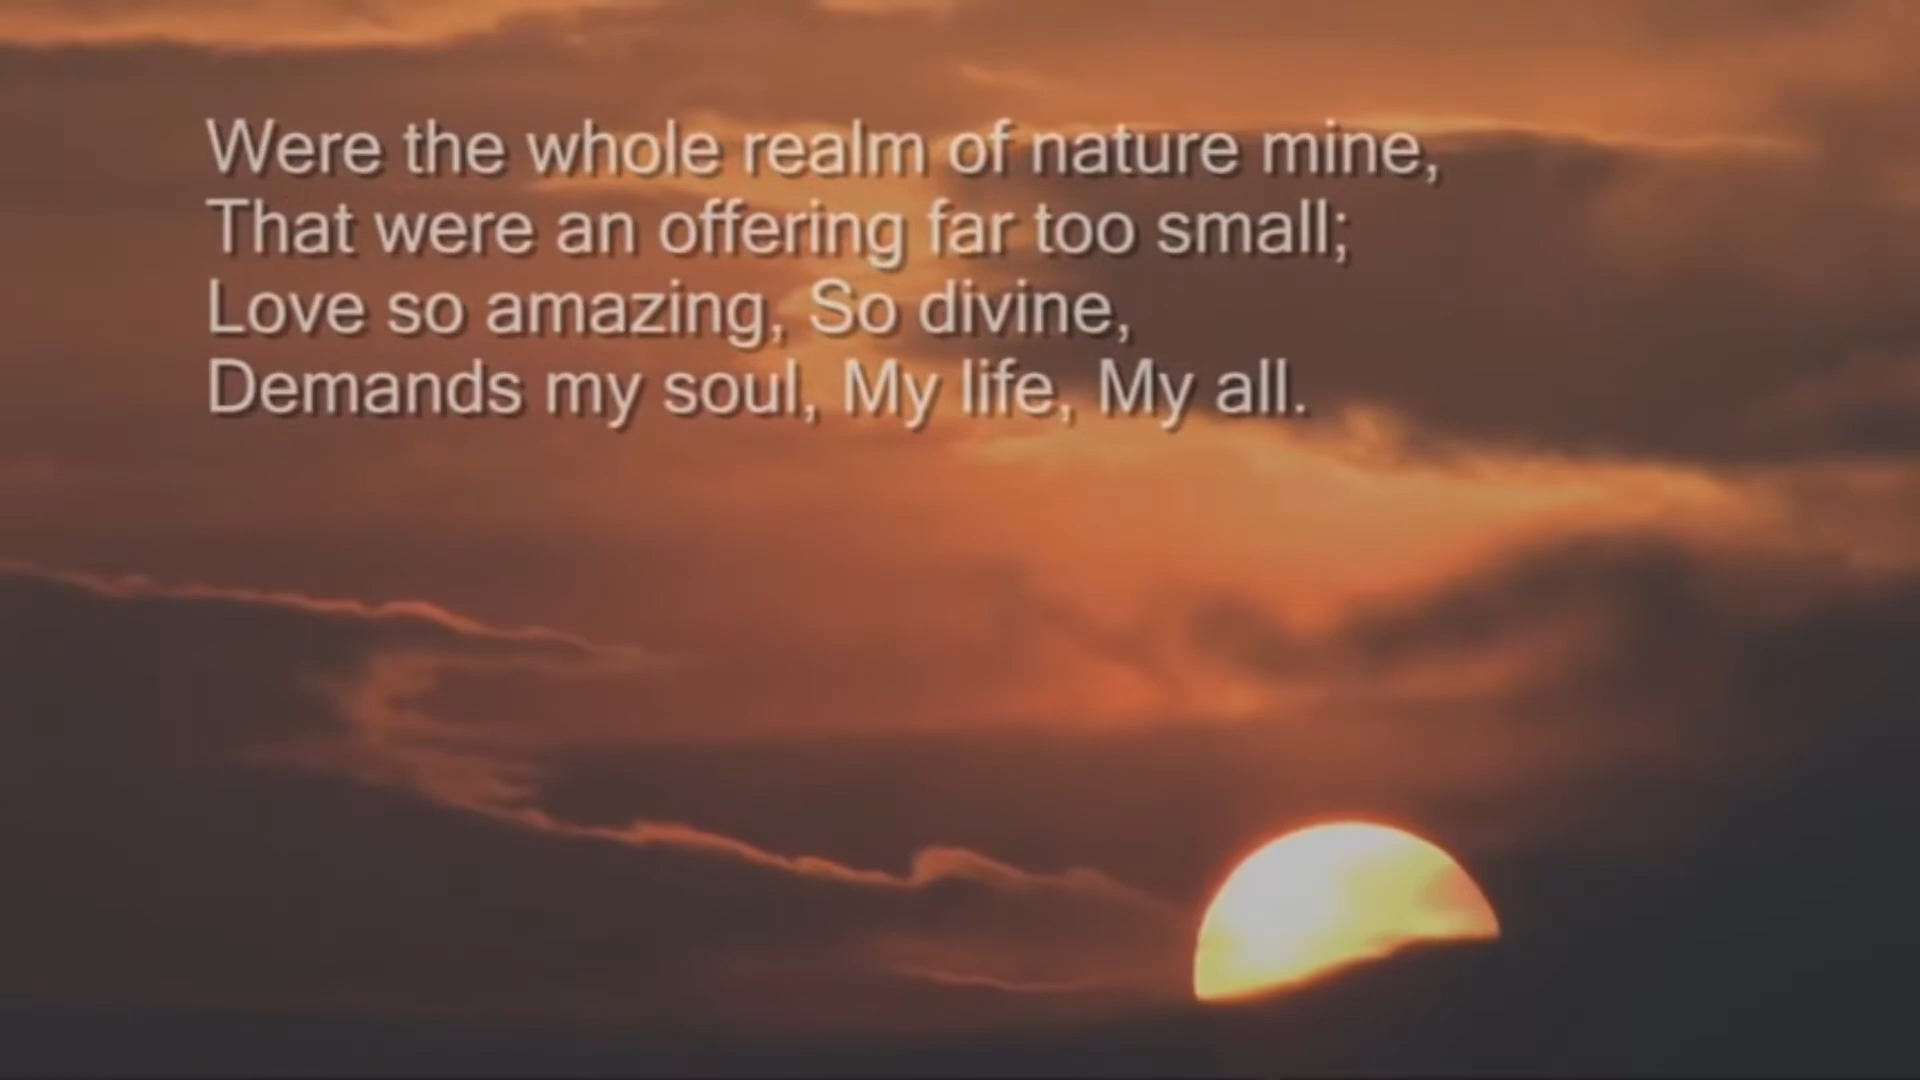 Were the whole realm of nature mine,
That were an offering far too small;
Love so amazing, So divine,
Demands my soul, My life, My all.